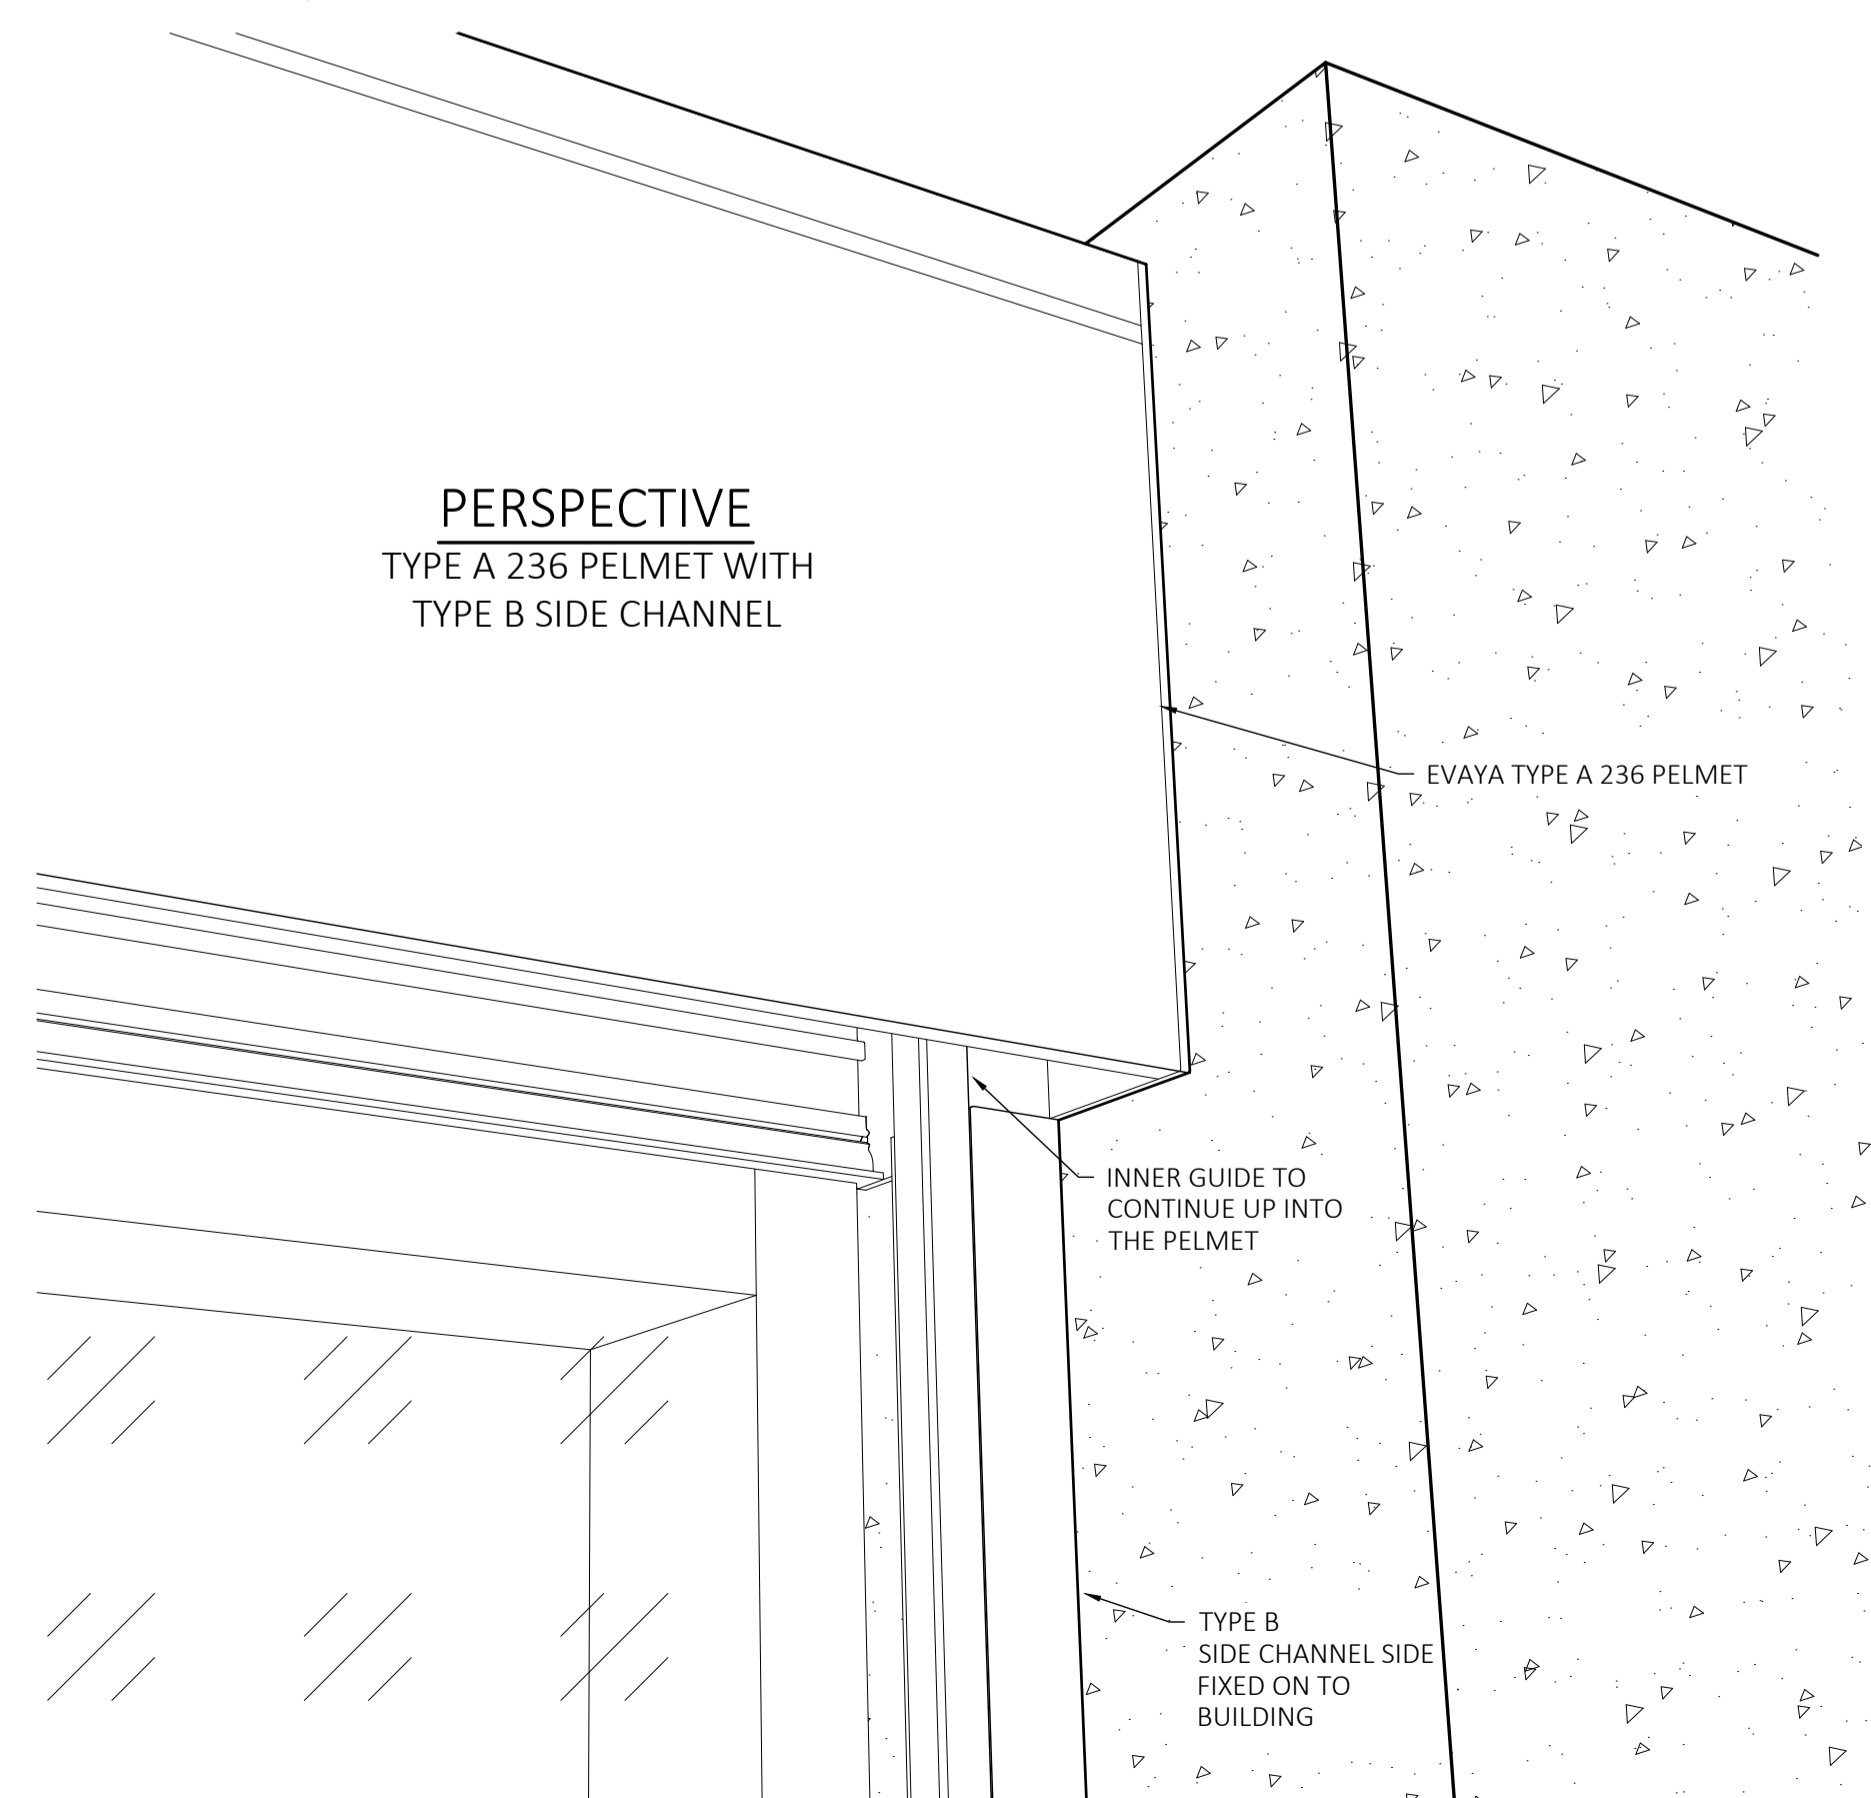 PERSPECTIVE
TYPE A 236 PELMET WITH
TYPE B SIDE CHANNEL
EVAYA TYPE A 236 PELMET
INNER GUIDE TO
CONTINUE UP INTO
THE PELMET
TYPE B
SIDE CHANNEL SIDE
FIXED ON TO
BUILDING